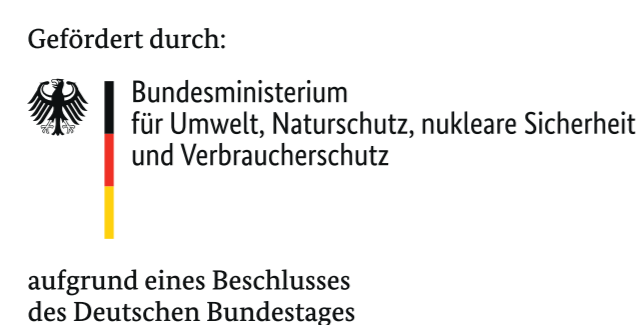 Gefördert durch:
Bundesministerium
für Umwelt, Naturschutz, nukleare Sicherheit
und Verbraucherschutz
aufgrund eines Beschlusses
des Deutschen Bundestages